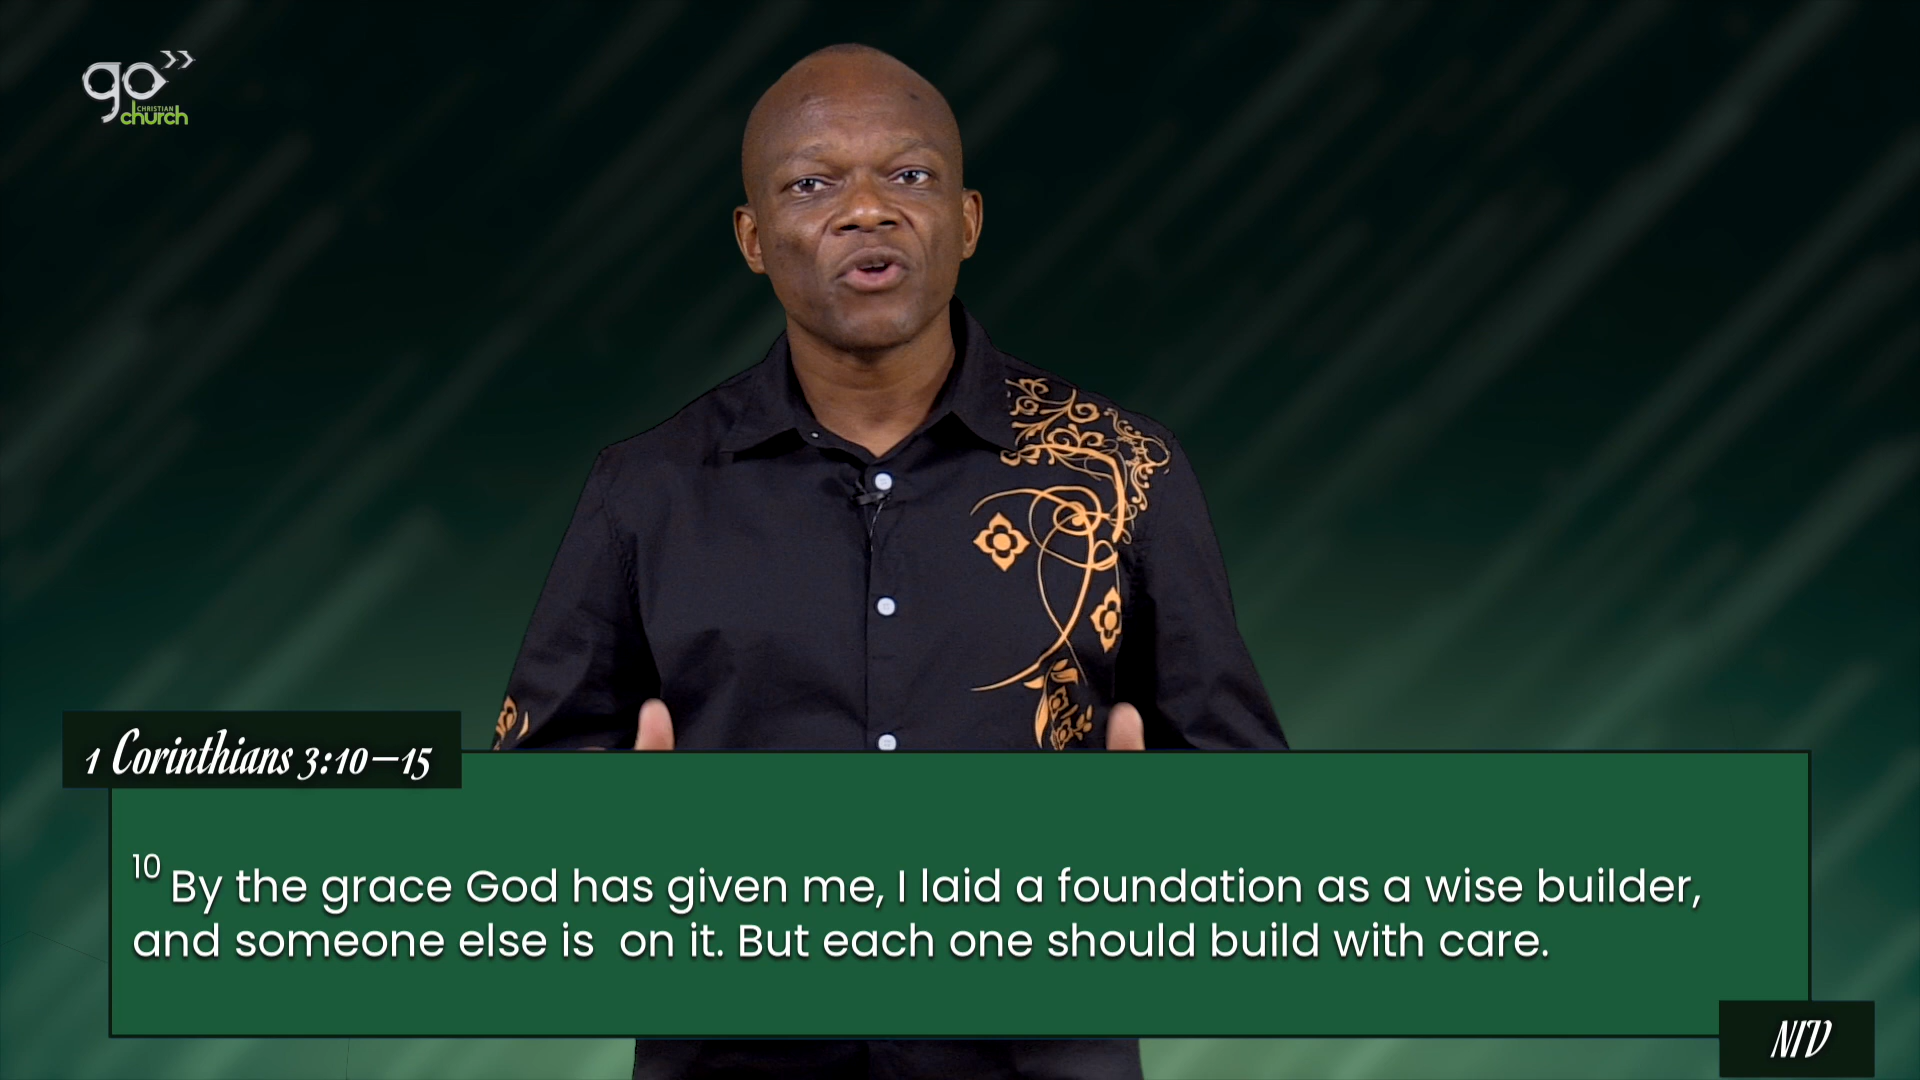 go
CHRISTIAN
church
1 Corinthians 3:10–15
10 By the grace God has given me, I laid a foundation as a wise builder,
and someone else is  on it. But each one should build with care.
NIV